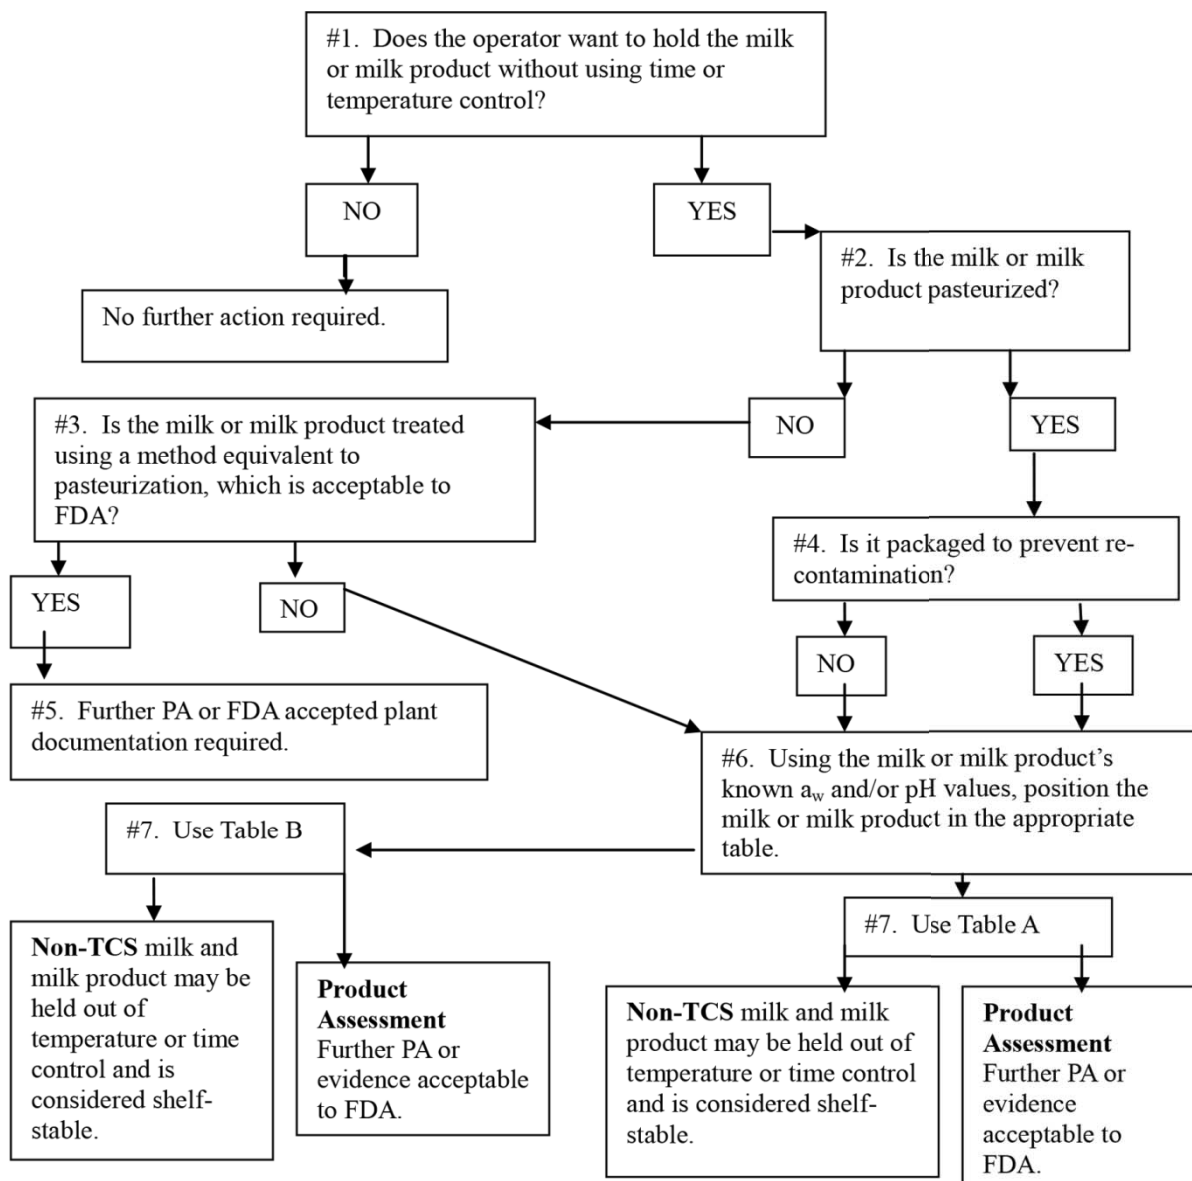 #1. Does the operator want to hold the milk
or milk product without using time or
temperature control?
NO
YES
No further action required.
#2. Is the milk or milk
product pasteurized?
#3. Is the milk or milk product treated
using a method equivalent to
pasteurization, which is acceptable to
FDA?
NO
YES
#4. Is it packaged to prevent re-
contamination?
YES
NO
NO
YES
#5. Further PA or FDA accepted plant
documentation required.
#6. Using the milk or milk product’s
known aw and/or pH values, position the
milk or milk product in the appropriate
table.
#7. Use Table B
#7. Use Table A
Non-TCS milk and
milk product may be
held out of
temperature or time
control and is
considered shelf-
stable.
Product
Assessment
Further PA or
evidence acceptable
to FDA.
Non-TCS milk and milk
product may be held out of
temperature or time control
and is considered shelf-
stable.
Product
Assessment
Further PA or
evidence
acceptable to
FDA.